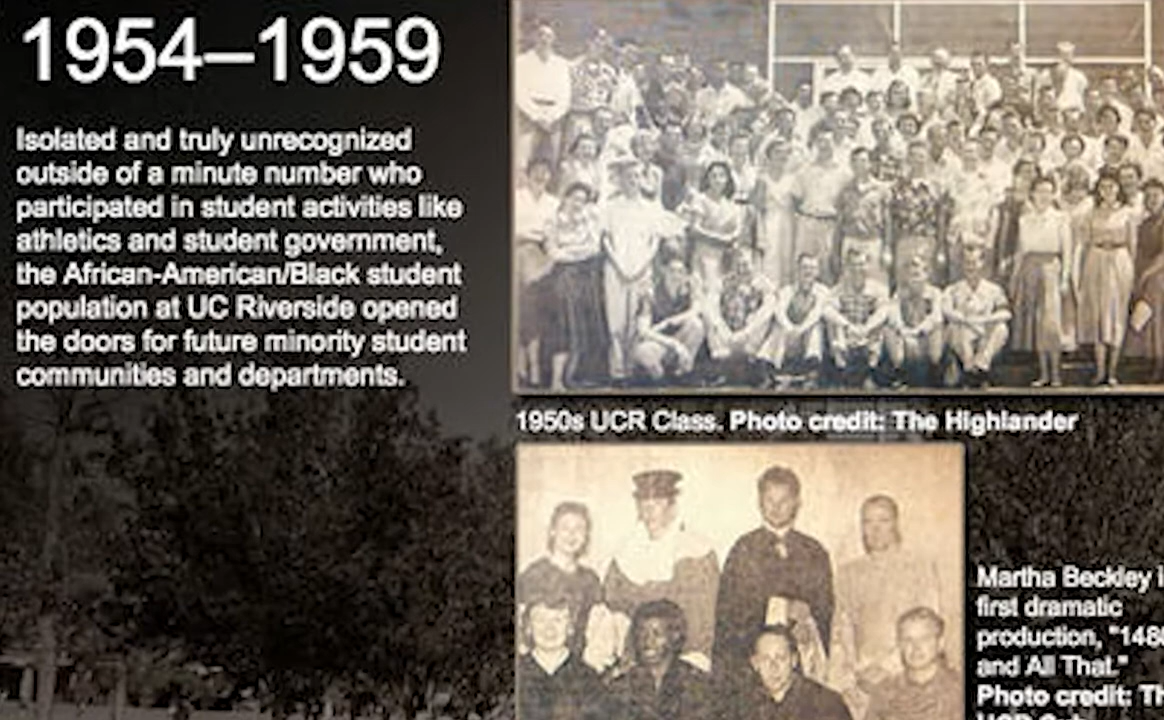 1954–1959
Isolated and truly unrecognized
outside of a minute number who
participated in student activities like
athletics and student government,
the African-American/Black student
population at UC Riverside opened
the doors for future minority student
communities and departments.
1950s UCR Class. Photo credit: The Highlander
Martha Beckley
first dramatic
production, "148
and All That."
Photo credit: